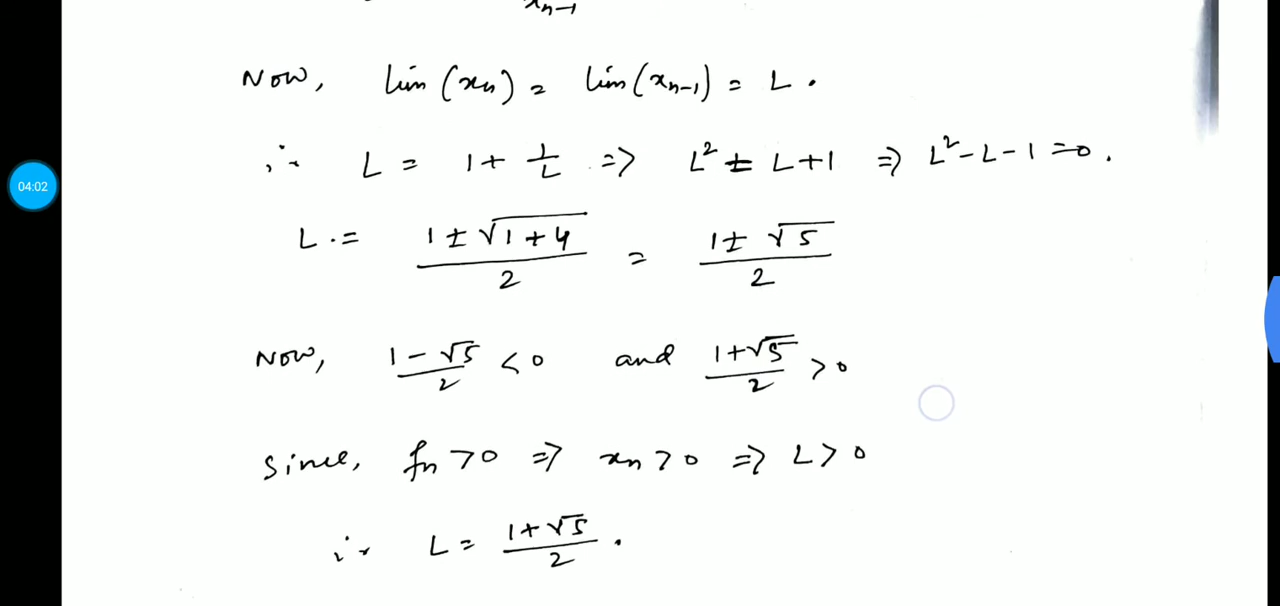 xₙ₋₁
Now, lim (xₙ) = lim(xₙ₋₁) = L .
∴ L = 1 + 1/L => L² = L+1 => L²-L-1=0.
04:02
L .= (1 ± √(1+4))/2 = (1 ± √5)/2
Now, (1-√5)/2 < 0 and (1+√5)/2 > 0
Since, fₙ > 0 => xₙ > 0 => L > 0
∴ L = (1+√5)/2 .